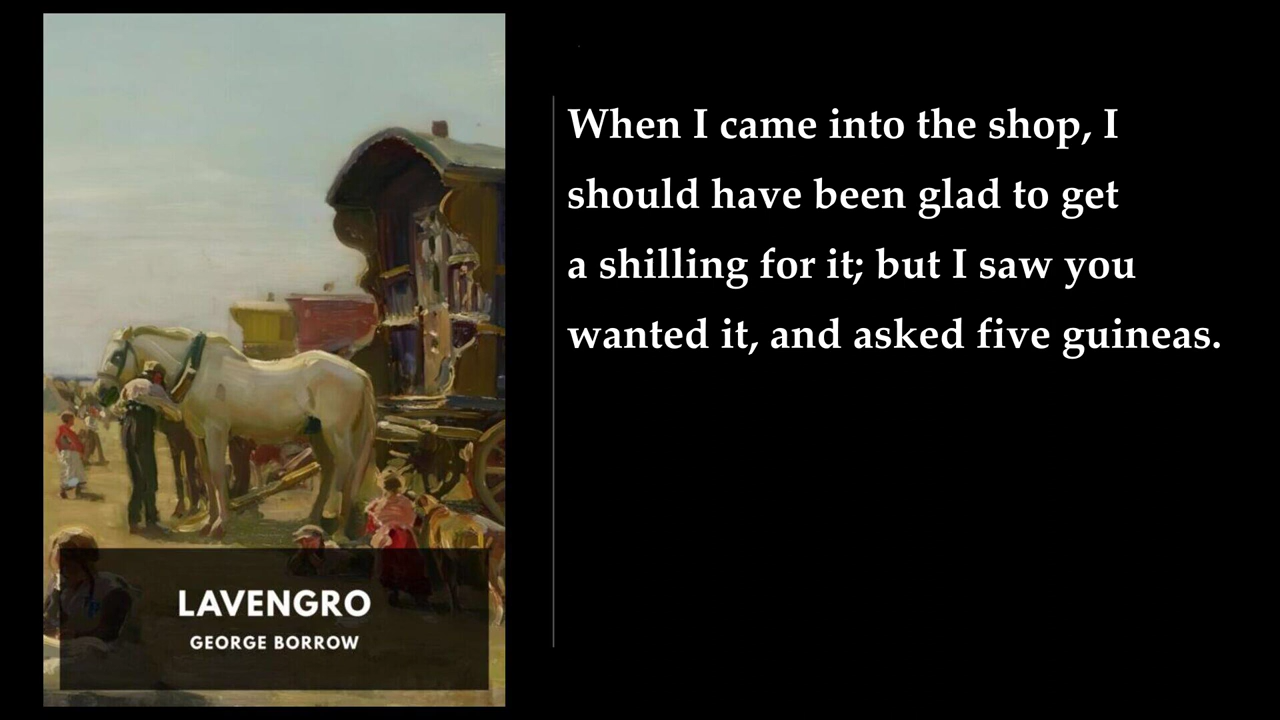 When I came into the shop, I
should have been glad to get
a shilling for it; but I saw you
wanted it, and asked five guineas.
LAVENGRO
GEORGE BORROW